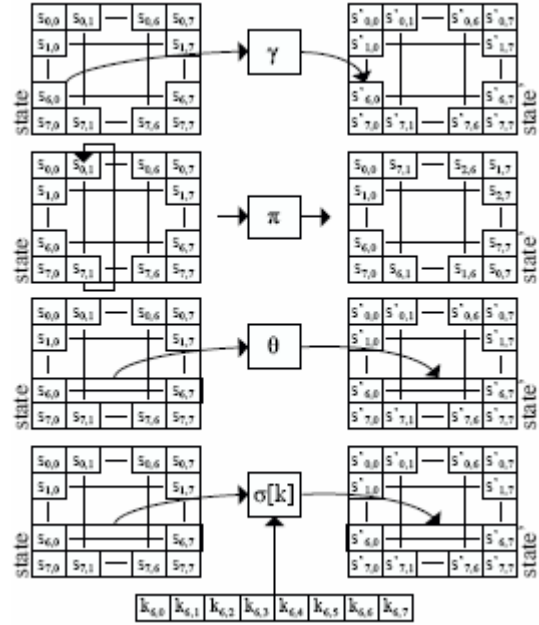 s0,0 s0,1 s0,6 s0,7 s*0,0 s*0,1 s*0,6 s*0,7
s1,0 s1,7 γ s*1,0 s*1,7
s6,0 s6,7 s*6,0 s*6,7
s7,0 s7,1 s7,6 s7,7 s*7,0 s*7,1 s*7,6 s*7,7
state state*
s0,0 s0,1 s0,6 s0,7 s0,0 s7,1 s2,6 s1,7
s1,0 s1,7 s1,0 s2,7
π
s6,0 s6,7 s6,0 s7,7
s7,0 s7,1 s7,6 s7,7 s7,0 s6,1 s1,6 s0,7
state state*
s0,0 s0,1 s0,6 s0,7 s*0,0 s*0,1 s*0,6 s*0,7
s1,0 s1,7 θ s*1,0 s*1,7
s6,0 s6,7 s*6,0 s*6,7
s7,0 s7,1 s7,6 s7,7 s*7,0 s*7,1 s*7,6 s*7,7
state state*
s0,0 s0,1 s0,6 s0,7 s*0,0 s*0,1 s*0,6 s*0,7
s1,0 s1,7 σ[k] s*1,0 s*1,7
s6,0 s6,7 s*6,0 s*6,7
s7,0 s7,1 s7,6 s7,7 s*7,0 s*7,1 s*7,6 s*7,7
state state*
k6,0 k6,1 k6,2 k6,3 k6,4 k6,5 k6,6 k6,7